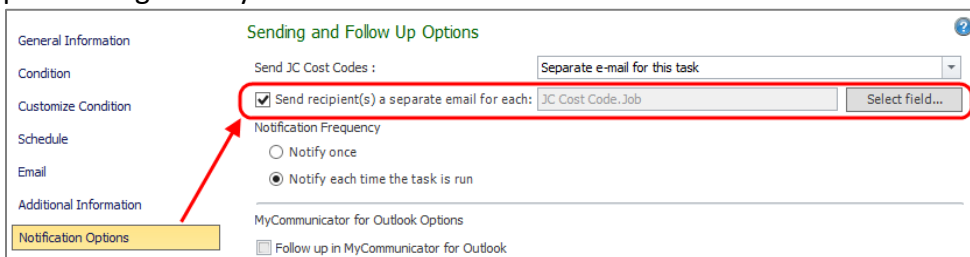 General Information
Condition
Customize Condition
Schedule
Email
Additional Information
Notification Options
Sending and Follow Up Options
?
Send JC Cost Codes :
Separate e-mail for this task
Send recipient(s) a separate email for each:
JC Cost Code.Job
Select field...
Notification Frequency
Notify once
Notify each time the task is run
MyCommunicator for Outlook Options
Follow up in MyCommunicator for Outlook